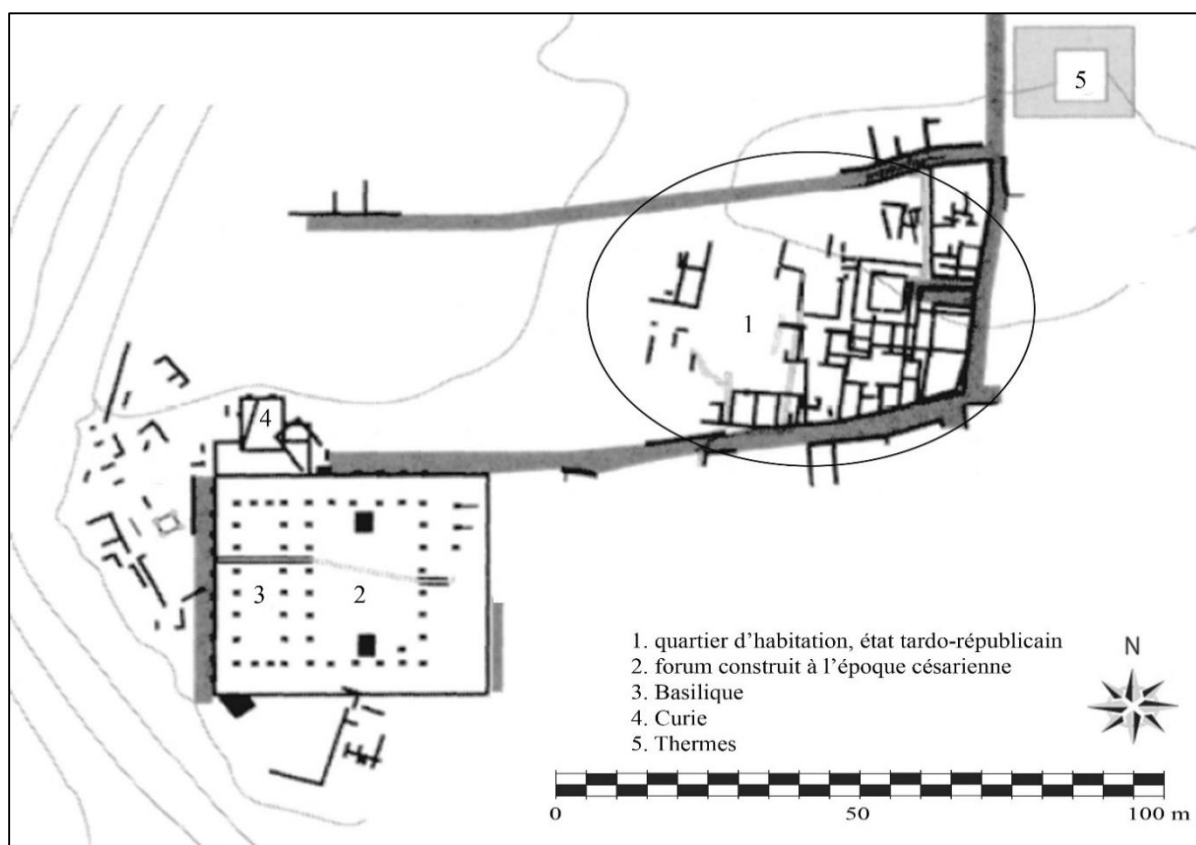 5
1
4
3
2
1. quartier d'habitation, état tardo-républicain
2. forum construit à l'époque césarienne
3. Basilique
4. Curie
5. Thermes
N
0 50 100 m